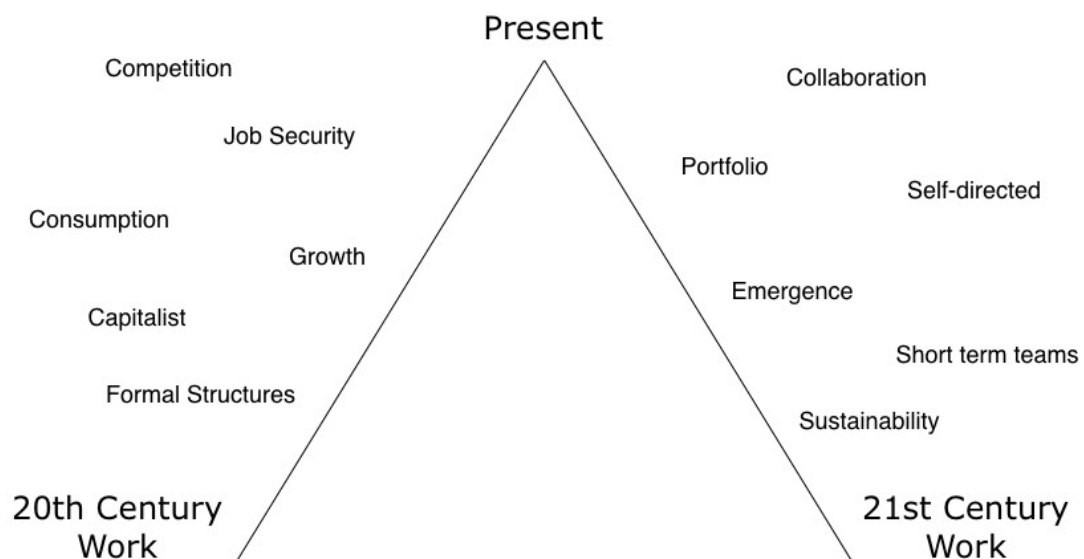 Present
Competition
Job Security
Consumption
Growth
Capitalist
Formal Structures
20th Century
Work
Collaboration
Portfolio
Self-directed
Emergence
Short term teams
Sustainability
21st Century
Work